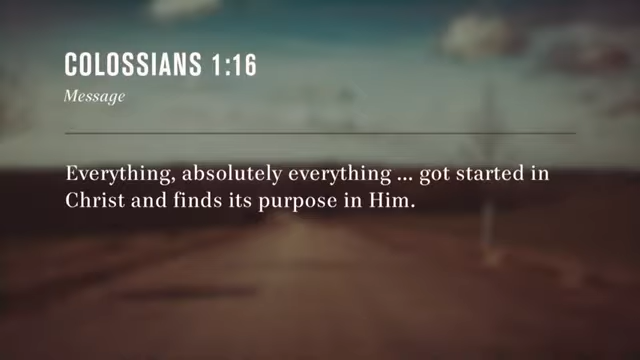 COLOSSIANS 1:16
Message
Everything, absolutely everything ... got started in
Christ and finds its purpose in Him.